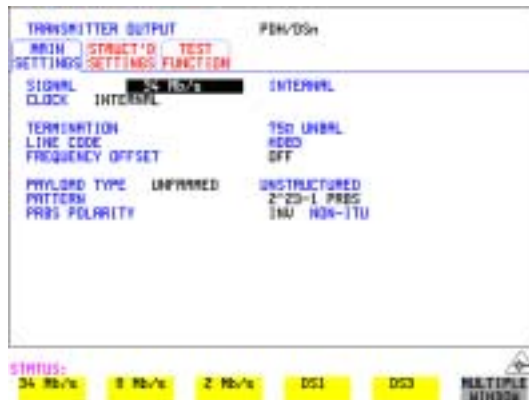 TRANSMITTER OUTPUT PDH/DSn
MAIN SETTINGS STRUCT'D SETTINGS TEST FUNCTION
SIGNAL 34 Mb/s INTERNAL
CLOCK INTERNAL
TERMINATION 75Ω UNBAL
LINE CODE HDB3
FREQUENCY OFFSET OFF
PAYLOAD TYPE UNFRAMED UNSTRUCTURED
PATTERN 2^23-1 PRBS
PRBS POLARITY INV NON-ITU
STATUS:
34 Mb/s 8 Mb/s 2 Mb/s DS1 DS3 MULTIPLE WINDOW